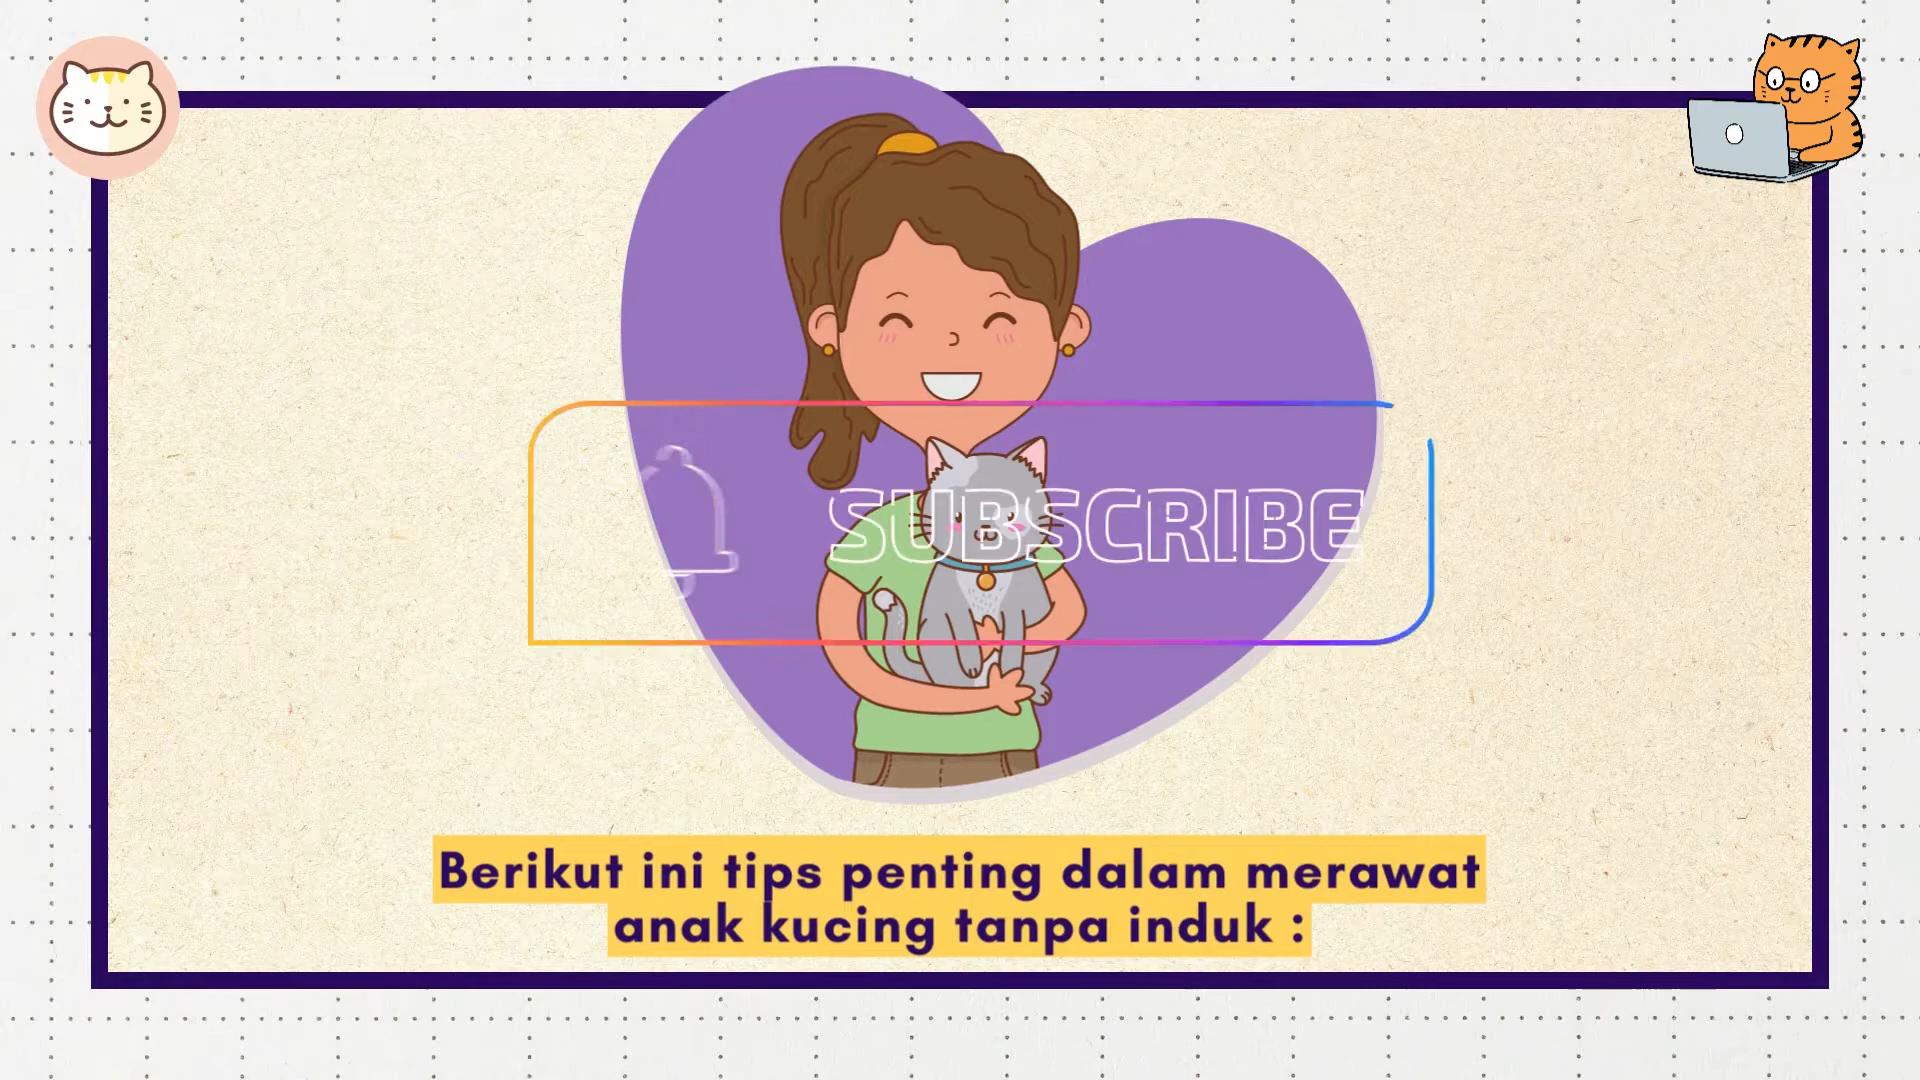 SUBSCRIBE
Berikut ini tips penting dalam merawat
anak kucing tanpa induk :